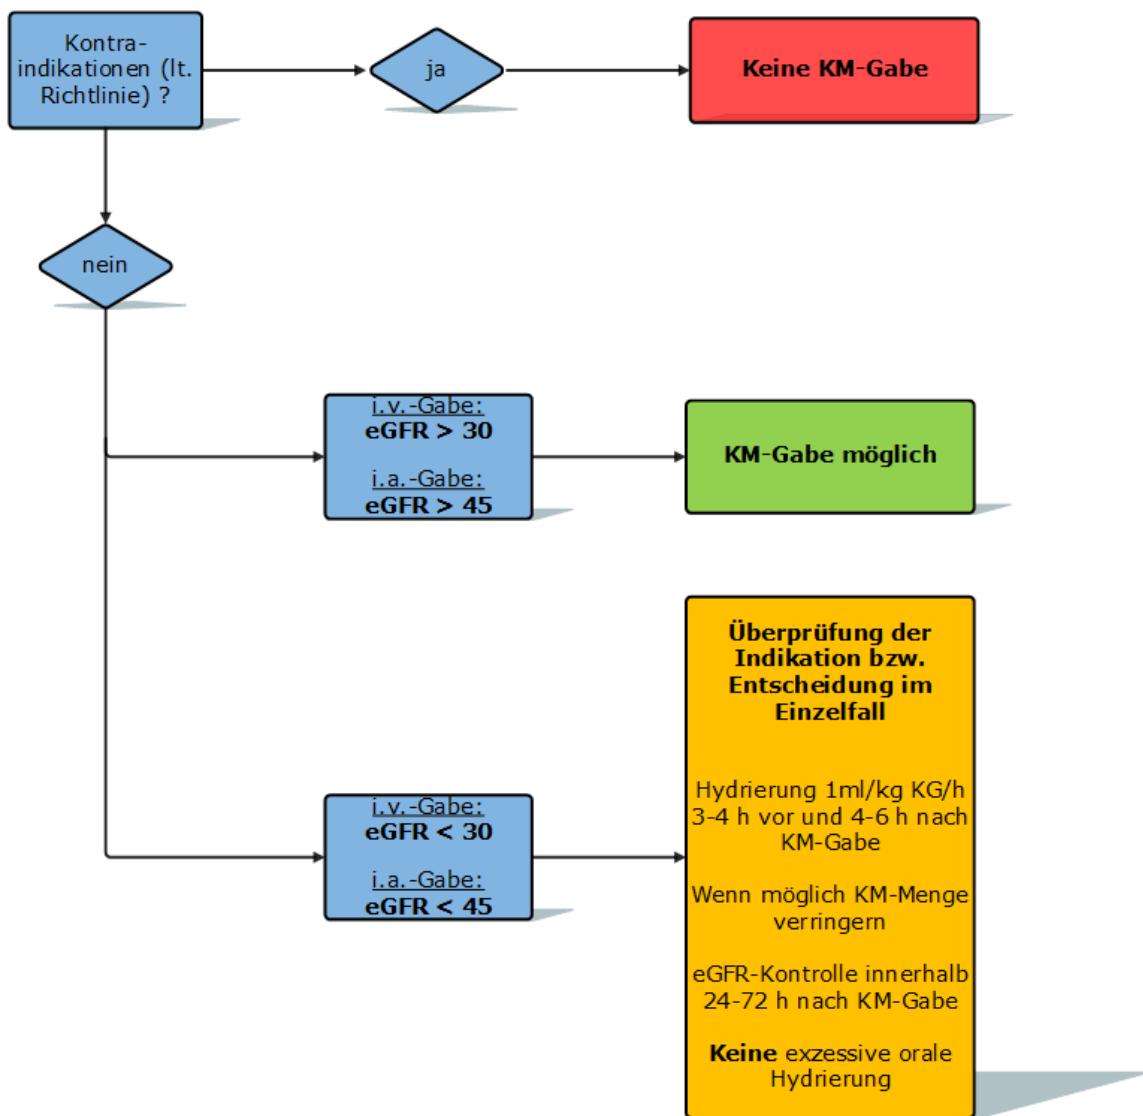 Kontra-
indikationen (lt.
Richtlinie) ?
ja
Keine KM-Gabe
nein
i.v.-Gabe:
eGFR > 30
i.a.-Gabe:
eGFR > 45
KM-Gabe möglich
i.v.-Gabe:
eGFR < 30
i.a.-Gabe:
eGFR < 45
Überprüfung der
Indikation bzw.
Entscheidung im
Einzelfall
Hydrierung 1ml/kg KG/h
3-4 h vor und 4-6 h nach
KM-Gabe
Wenn möglich KM-Menge
verringern
eGFR-Kontrolle innerhalb
24-72 h nach KM-Gabe
Keine exzessive orale
Hydrierung